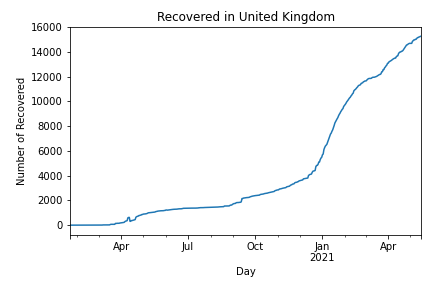 Recovered in United Kingdom
Number of Recovered
16000
14000
12000
10000
8000
6000
4000
2000
0
Apr
Jul
Oct
Jan
2021
Apr
Day